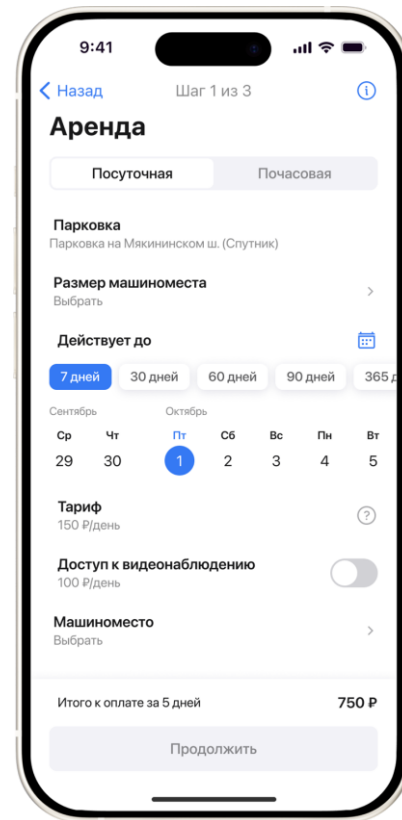 9:41
Назад
Шаг 1 из 3
Аренда
Посуточная Почасовая
Парковка
Парковка на Мякининском ш. (Спутник)
Размер машиноместа
Выбрать
Действует до
7 дней 30 дней 60 дней 90 дней 365 д
Сентябрь Октябрь
Ср Чт Пт Сб Вс Пн Вт
29 30 1 2 3 4 5
Тариф
150 ₽/день
Доступ к видеонаблюдению
100 ₽/день
Машиноместо
Выбрать
Итого к оплате за 5 дней 750 ₽
Продолжить